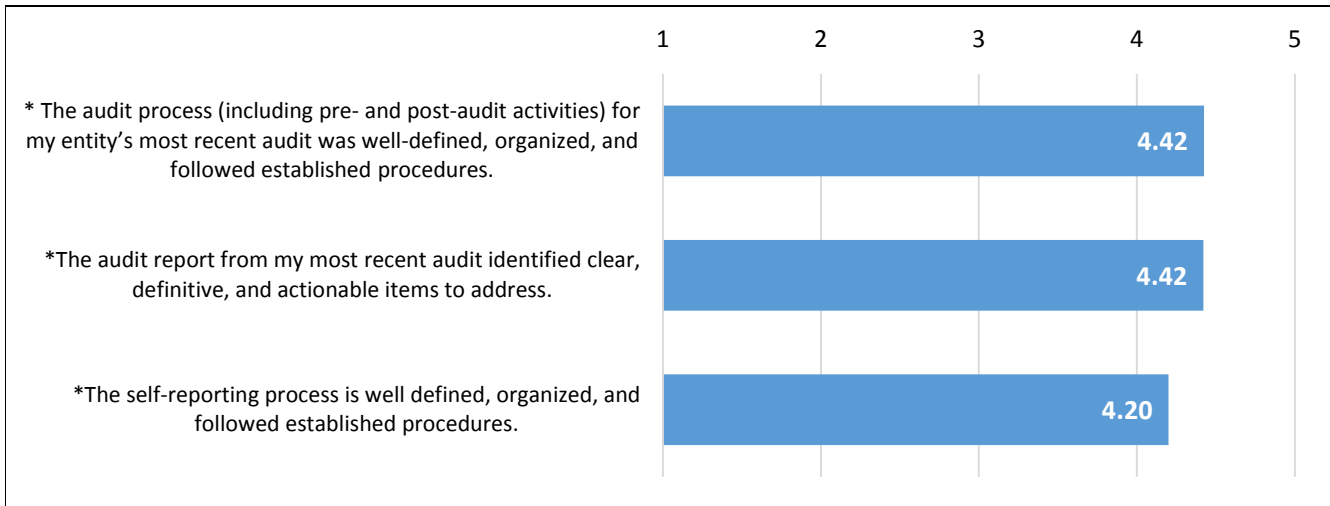 1 2 3 4 5
* The audit process (including pre- and post-audit activities) for
my entity’s most recent audit was well-defined, organized, and
followed established procedures.
4.42
*The audit report from my most recent audit identified clear,
definitive, and actionable items to address.
4.42
*The self-reporting process is well defined, organized, and
followed established procedures.
4.20